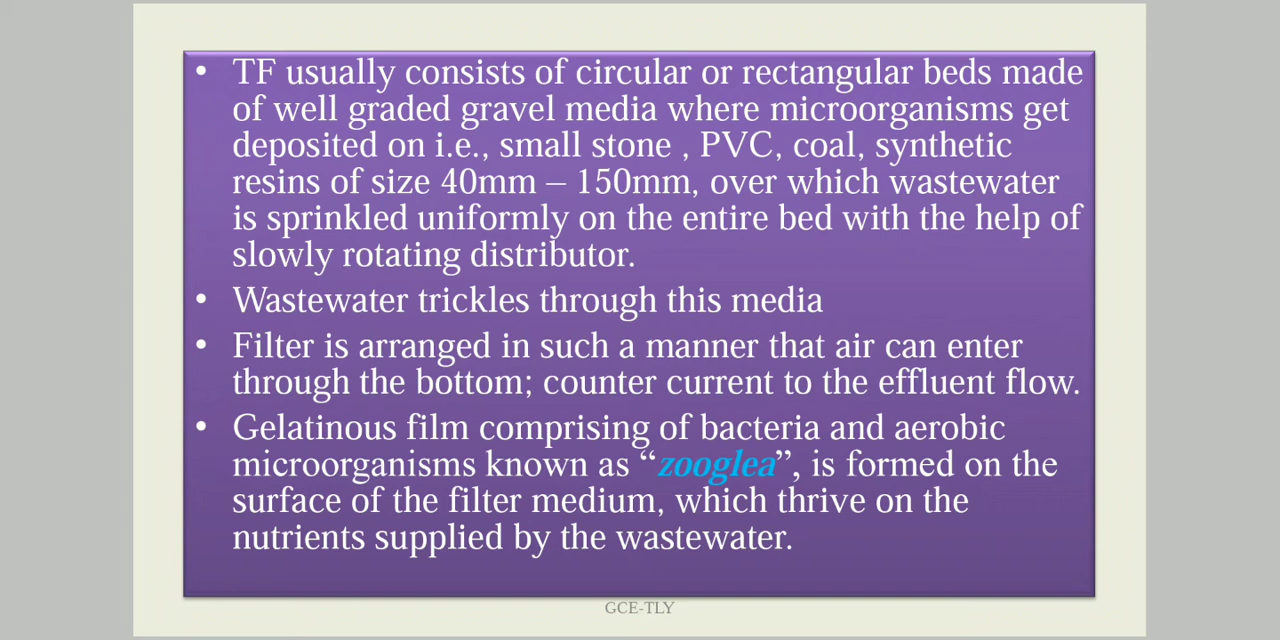 • TF usually consists of circular or rectangular beds made
of well graded gravel media where microorganisms get
deposited on i.e., small stone , PVC, coal, synthetic
resins of size 40mm – 150mm, over which wastewater
is sprinkled uniformly on the entire bed with the help of
slowly rotating distributor.
• Wastewater trickles through this media
• Filter is arranged in such a manner that air can enter
through the bottom; counter current to the effluent flow.
• Gelatinous film comprising of bacteria and aerobic
microorganisms known as “zooglea”, is formed on the
surface of the filter medium, which thrive on the
nutrients supplied by the wastewater.
GCE-TLY